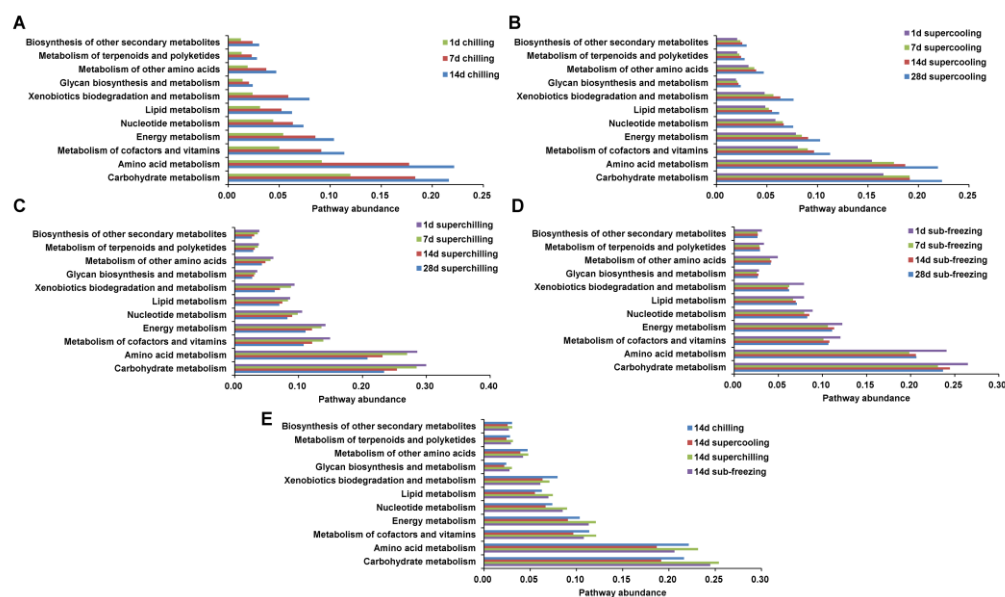 A
Biosynthesis of other secondary metabolites
Metabolism of terpenoids and polyketides
Metabolism of other amino acids
Glycan biosynthesis and metabolism
Xenobiotics biodegradation and metabolism
Lipid metabolism
Nucleotide metabolism
Energy metabolism
Metabolism of cofactors and vitamins
Amino acid metabolism
Carbohydrate metabolism
1d chilling
7d chilling
14d chilling
0.00 0.05 0.10 0.15 0.20 0.25
Pathway abundance
B
Biosynthesis of other secondary metabolites
Metabolism of terpenoids and polyketides
Metabolism of other amino acids
Glycan biosynthesis and metabolism
Xenobiotics biodegradation and metabolism
Lipid metabolism
Nucleotide metabolism
Energy metabolism
Metabolism of cofactors and vitamins
Amino acid metabolism
Carbohydrate metabolism
1d supercooling
7d supercooling
14d supercooling
28d supercooling
0.00 0.05 0.10 0.15 0.20 0.25
Pathway abundance
C
Biosynthesis of other secondary metabolites
Metabolism of terpenoids and polyketides
Metabolism of other amino acids
Glycan biosynthesis and metabolism
Xenobiotics biodegradation and metabolism
Lipid metabolism
Nucleotide metabolism
Energy metabolism
Metabolism of cofactors and vitamins
Amino acid metabolism
Carbohydrate metabolism
1d superchilling
7d superchilling
14d superchilling
28d superchilling
0.00 0.10 0.20 0.30 0.40
Pathway abundance
D
Biosynthesis of other secondary metabolites
Metabolism of terpenoids and polyketides
Metabolism of other amino acids
Glycan biosynthesis and metabolism
Xenobiotics biodegradation and metabolism
Lipid metabolism
Nucleotide metabolism
Energy metabolism
Metabolism of cofactors and vitamins
Amino acid metabolism
Carbohydrate metabolism
1d sub-freezing
7d sub-freezing
14d sub-freezing
28d sub-freezing
0.00 0.05 0.10 0.15 0.20 0.25 0.30
Pathway abundance
E
Biosynthesis of other secondary metabolites
Metabolism of terpenoids and polyketides
Metabolism of other amino acids
Glycan biosynthesis and metabolism
Xenobiotics biodegradation and metabolism
Lipid metabolism
Nucleotide metabolism
Energy metabolism
Metabolism of cofactors and vitamins
Amino acid metabolism
Carbohydrate metabolism
14d chilling
14d supercooling
14d superchilling
14d sub-freezing
0.00 0.05 0.10 0.15 0.20 0.25 0.30
Pathway abundance